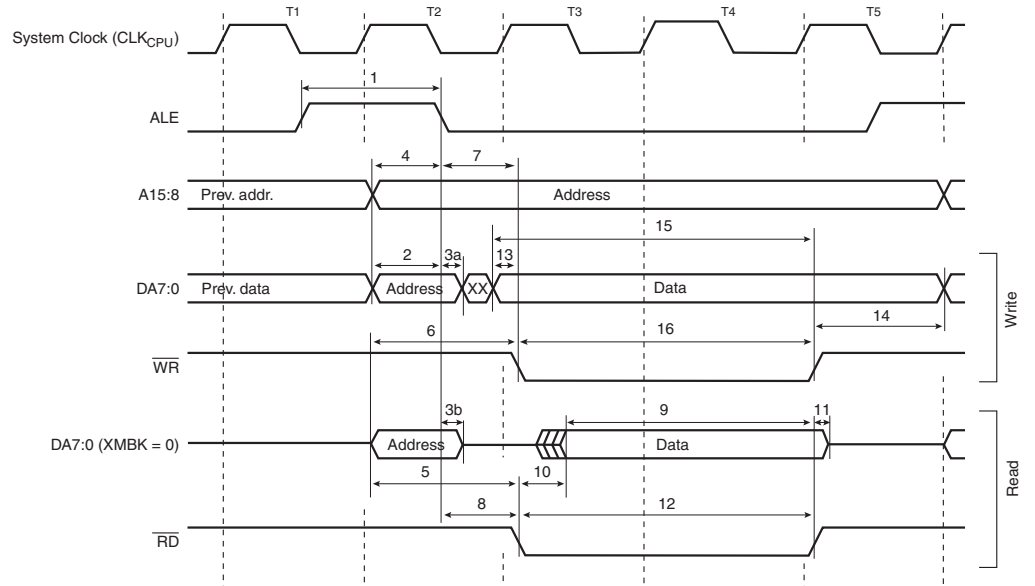 T1 T2 T3 T4 T5
System Clock (CLKCPU)
1
ALE
4 7
A15:8 Prev. addr. Address
15
2 3a 13
DA7:0 Prev. data Address XX Data
14
6 16
WR
Write
3b 9 11
DA7:0 (XMBK = 0) Address Data
5 10
8 12
RD
Read